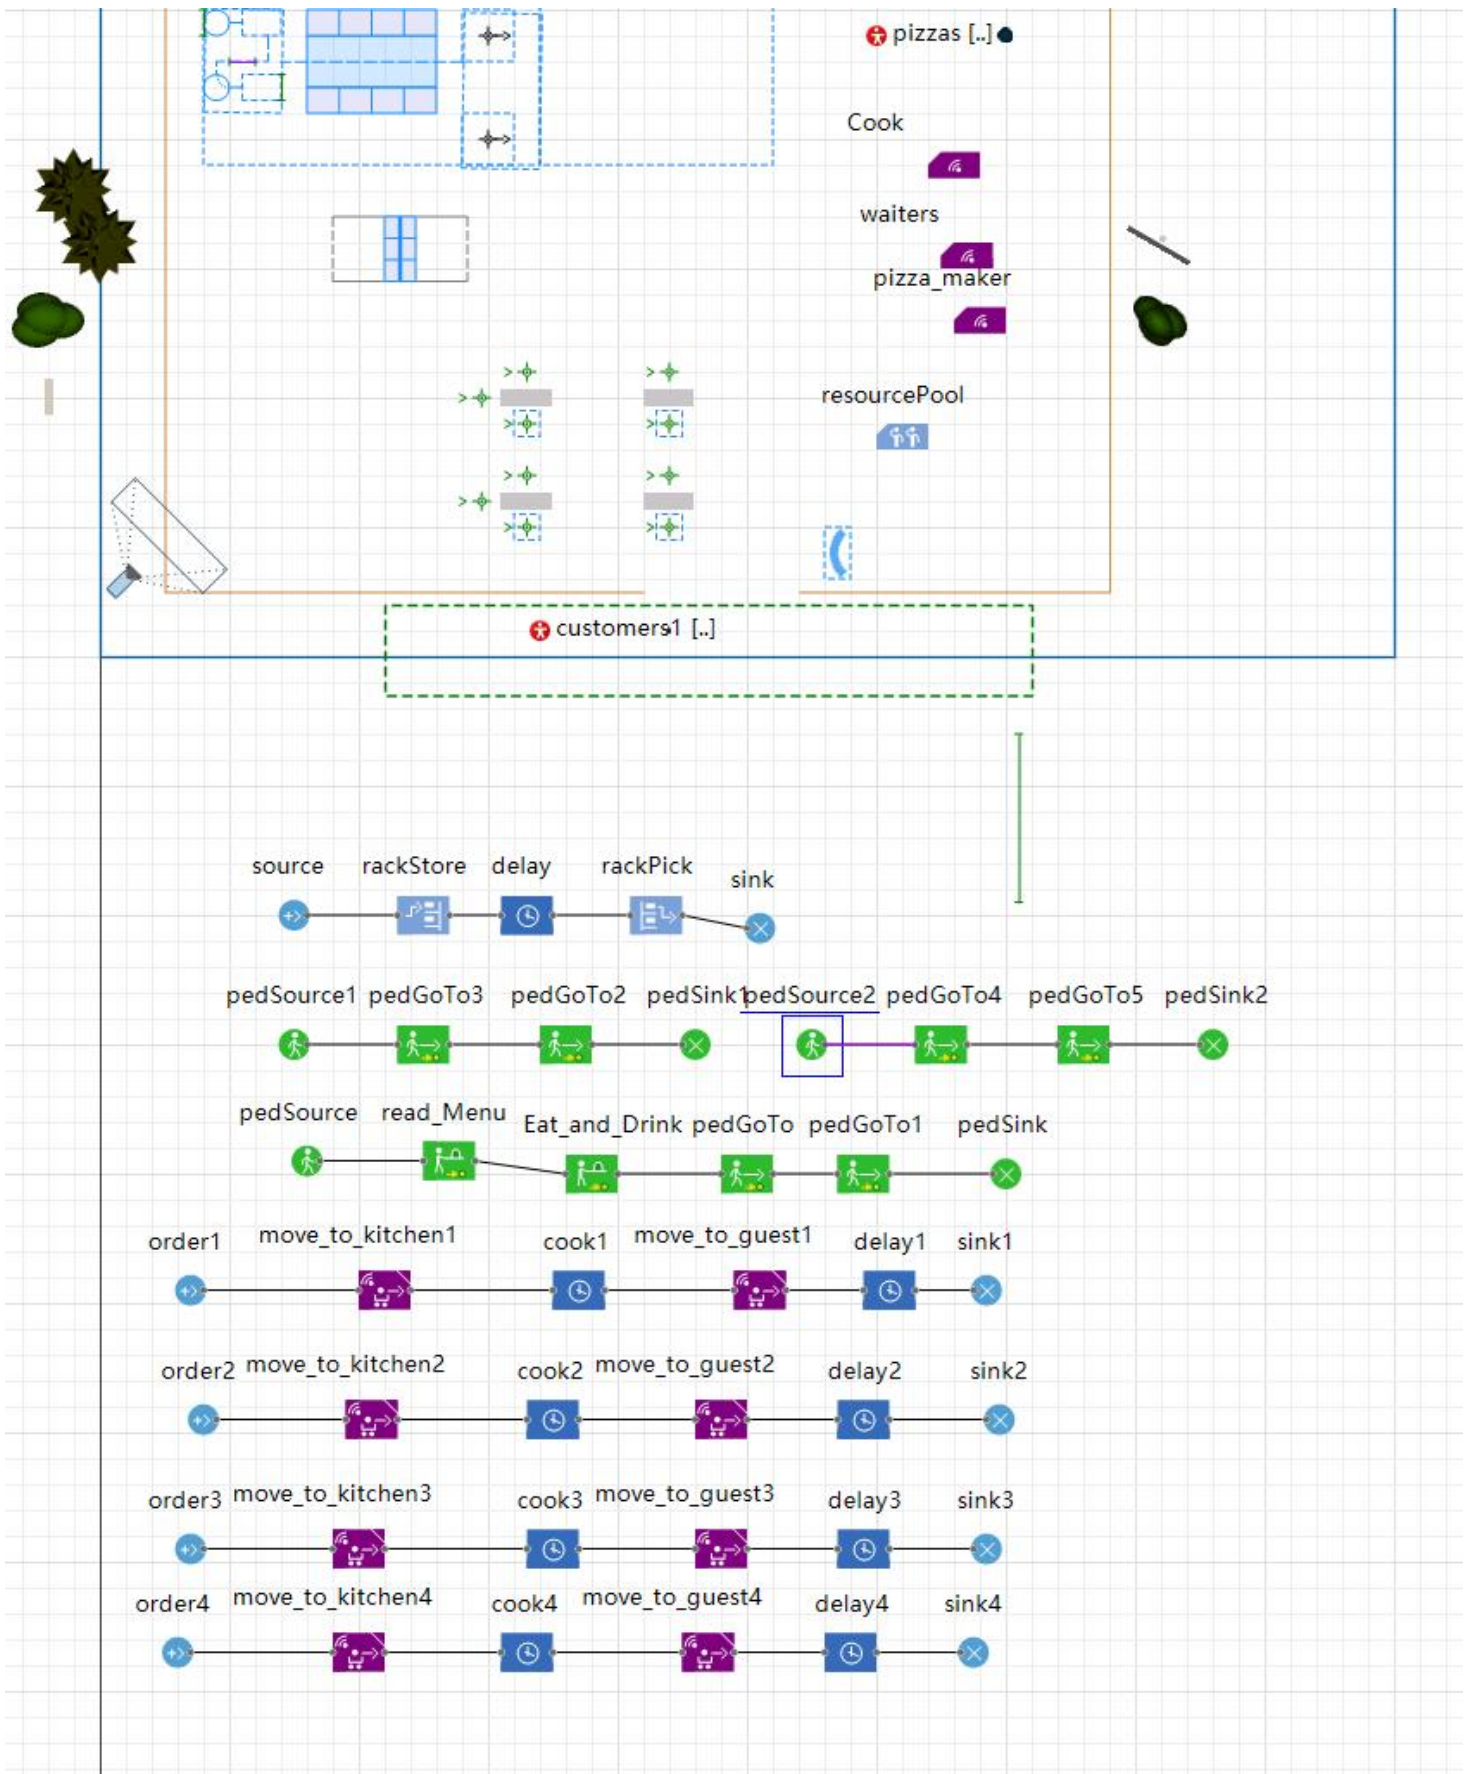 pizzas [..]
Cook
waiters
pizza_maker
resourcePool
customers1 [..]
source rackStore delay rackPick sink
pedSource1 pedGoTo3 pedGoTo2 pedSink1 pedSource2 pedGoTo4 pedGoTo5 pedSink2
pedSource read_Menu Eat_and_Drink pedGoTo pedGoTo1 pedSink
order1 move_to_kitchen1 cook1 move_to_guest1 delay1 sink1
order2 move_to_kitchen2 cook2 move_to_guest2 delay2 sink2
order3 move_to_kitchen3 cook3 move_to_guest3 delay3 sink3
order4 move_to_kitchen4 cook4 move_to_guest4 delay4 sink4